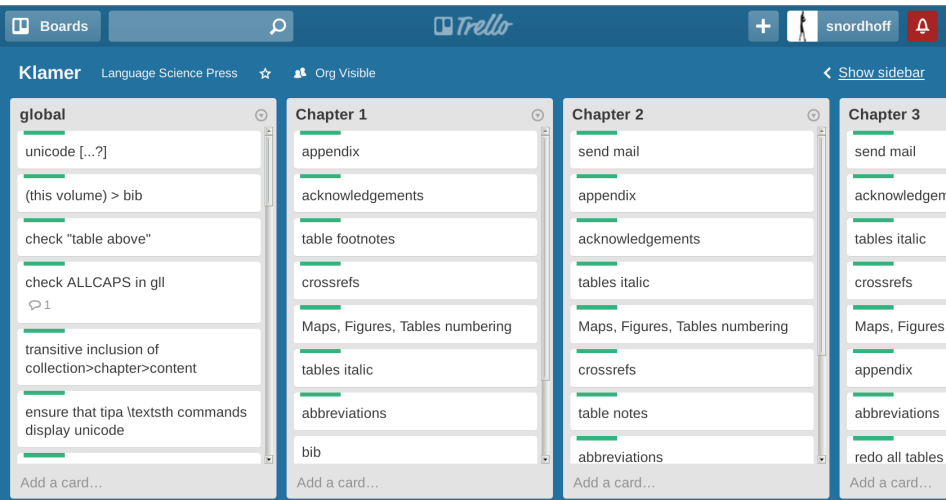 Boards
Trello
snordhoff
Klamer
Language Science Press
Org Visible
Show sidebar
global
unicode [...?]
(this volume) > bib
check "table above"
check ALLCAPS in gll
1
transitive inclusion of
collection>chapter>content
ensure that tipa \textsth commands
display unicode
Add a card…
Chapter 1
appendix
acknowledgements
table footnotes
crossrefs
Maps, Figures, Tables numbering
tables italic
abbreviations
bib
Add a card…
Chapter 2
send mail
appendix
acknowledgements
tables italic
Maps, Figures, Tables numbering
crossrefs
table notes
abbreviations
Add a card…
Chapter 3
send mail
acknowledgem
tables italic
crossrefs
Maps, Figures
appendix
abbreviations
redo all tables
Add a card…